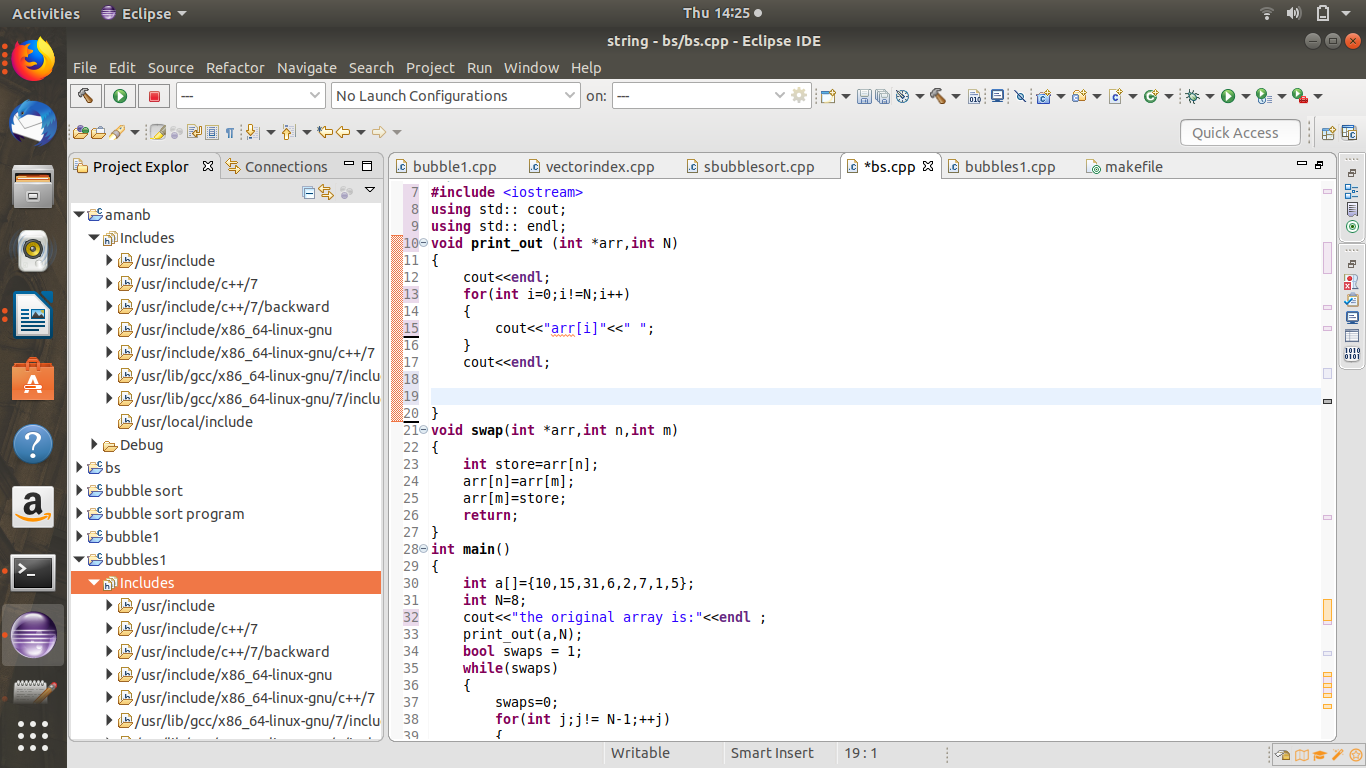 Activities Eclipse Thu 14:25
string - bs/bs.cpp - Eclipse IDE
File Edit Source Refactor Navigate Search Project Run Window Help
--- No Launch Configurations on: ---
Quick Access
Project Explor Connections
bubble1.cpp vectorindex.cpp sbubblesort.cpp *bs.cpp bubbles1.cpp makefile
amanb
Includes
/usr/include
/usr/include/c++/7
/usr/include/c++/7/backward
/usr/include/x86_64-linux-gnu
/usr/include/x86_64-linux-gnu/c++/7
/usr/lib/gcc/x86_64-linux-gnu/7/inclu
/usr/lib/gcc/x86_64-linux-gnu/7/inclu
/usr/local/include
Debug
bs
bubble sort
bubble sort program
bubble1
bubbles1
Includes
/usr/include
/usr/include/c++/7
/usr/include/c++/7/backward
/usr/include/x86_64-linux-gnu
/usr/include/x86_64-linux-gnu/c++/7
/usr/lib/gcc/x86_64-linux-gnu/7/inclu
7 #include <iostream>
8 using std:: cout;
9 using std:: endl;
10 void print_out (int *arr,int N)
11 {
12 cout<<endl;
13 for(int i=0;i!=N;i++)
14 {
15 cout<<"arr[i]"<<" ";
16 }
17 cout<<endl;
18
19
20 }
21 void swap(int *arr,int n,int m)
22 {
23 int store=arr[n];
24 arr[n]=arr[m];
25 arr[m]=store;
26 return;
27 }
28 int main()
29 {
30 int a[]={10,15,31,6,2,7,1,5};
31 int N=8;
32 cout<<"the original array is:"<<endl ;
33 print_out(a,N);
34 bool swaps = 1;
35 while(swaps)
36 {
37 swaps=0;
38 for(int j;j!= N-1;++j)
39 {
Writable Smart Insert 19 : 1